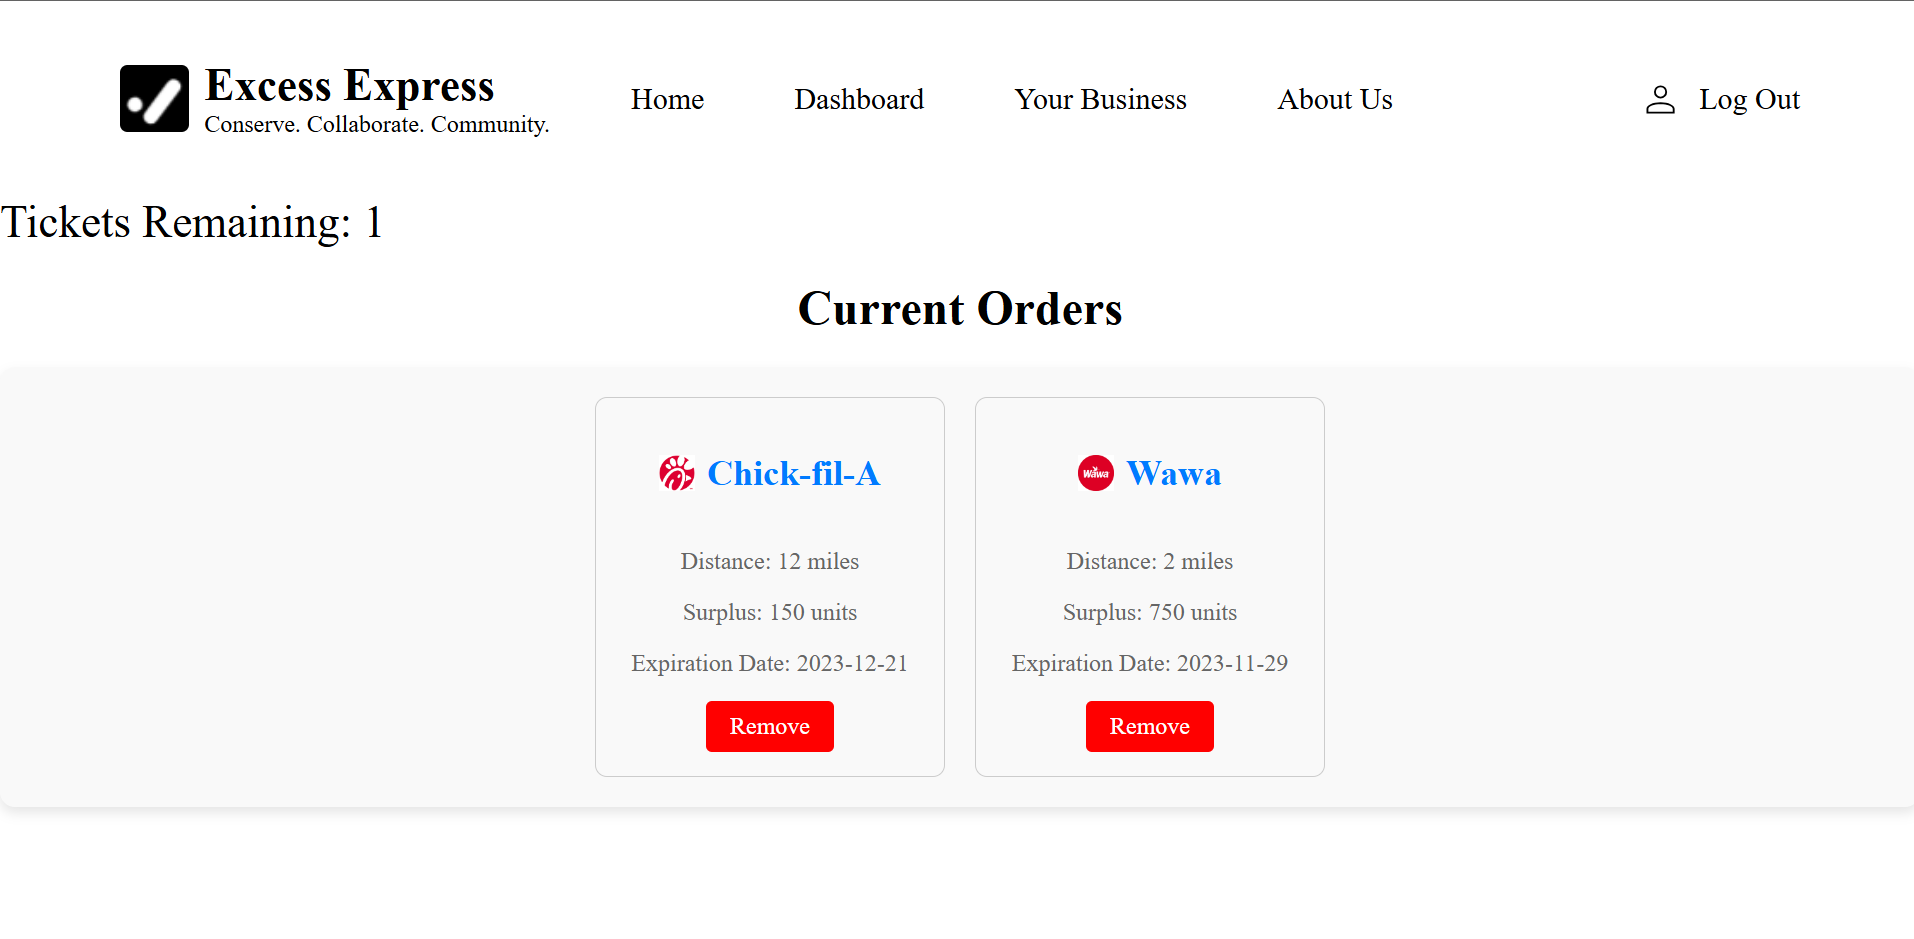 Excess Express
Conserve. Collaborate. Community.
Home
Dashboard
Your Business
About Us
Log Out
Tickets Remaining: 1
Current Orders
Chick-fil-A
Distance: 12 miles
Surplus: 150 units
Expiration Date: 2023-12-21
Remove
Wawa
Wawa
Distance: 2 miles
Surplus: 750 units
Expiration Date: 2023-11-29
Remove